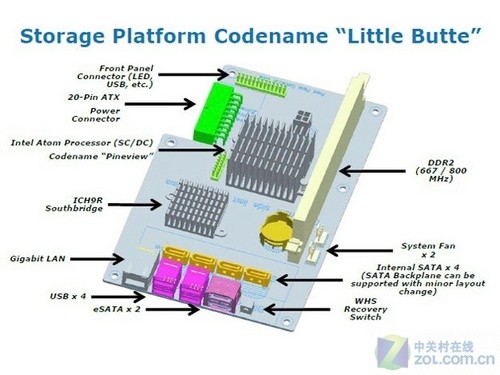 Storage Platform Codename “Little Butte”
Front Panel
Connector (LED,
USB, etc.)
20-Pin ATX
Power
Connector
Intel Atom Processor (SC/DC)
Codename “Pineview”
DDR2
(667 / 800
MHz)
ICH9R
Southbridge
System Fan
x 2
Gigabit LAN
Internal SATA x 4
(SATA Backplane can be
supported with minor layout
change)
USB x 4
eSATA x 2
WHS
Recovery
Switch
中关村在线
zol.com.cn